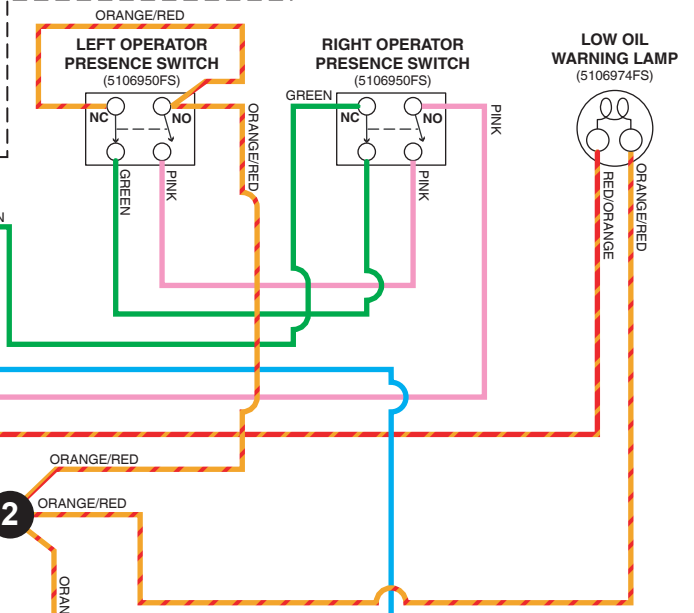 ORANGE/RED
LEFT OPERATOR
PRESENCE SWITCH
(5106950FS)
NC
NO
ORANGE/RED
GREEN
PINK
RIGHT OPERATOR
PRESENCE SWITCH
(5106950FS)
GREEN
NC
NO
PINK
PINK
LOW OIL
WARNING LAMP
(5106974FS)
RED/ORANGE
ORANGE/RED
N
ORANGE/RED
2
ORANGE/RED
ORAN